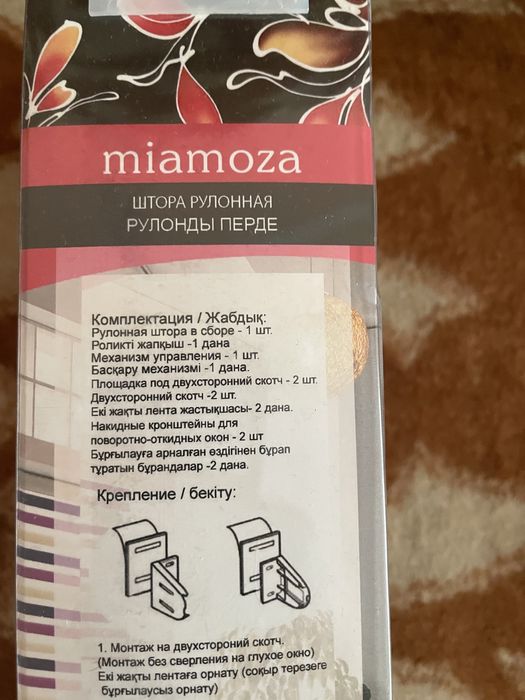 miamoza
ШТОРА РУЛОННАЯ
РУЛОНДЫ ПЕРДЕ
Комплектация / Жабдық:
Рулонная штора в сборе - 1 шт.
Роликті жапқыш -1 дана
Механизм управления - 1 шт.
Басқару механизмі -1 дана.
Площадка под двухсторонний скотч - 2 шт.
Двухсторонний скотч -2 шт.
Екі жақты лента жастықшасы- 2 дана.
Накидные кронштейны для
поворотно-откидных окон - 2 шт
Бұрғылауға арналған өздігінен бұрап
тұратын бұрандалар -2 дана.
Крепление / бекіту:
1. Монтаж на двухстороний скотч.
(Монтаж без сверления на глухое окно)
Екі жақты лентаға орнату (соқыр терезеге
бұрғылаусыз орнату)